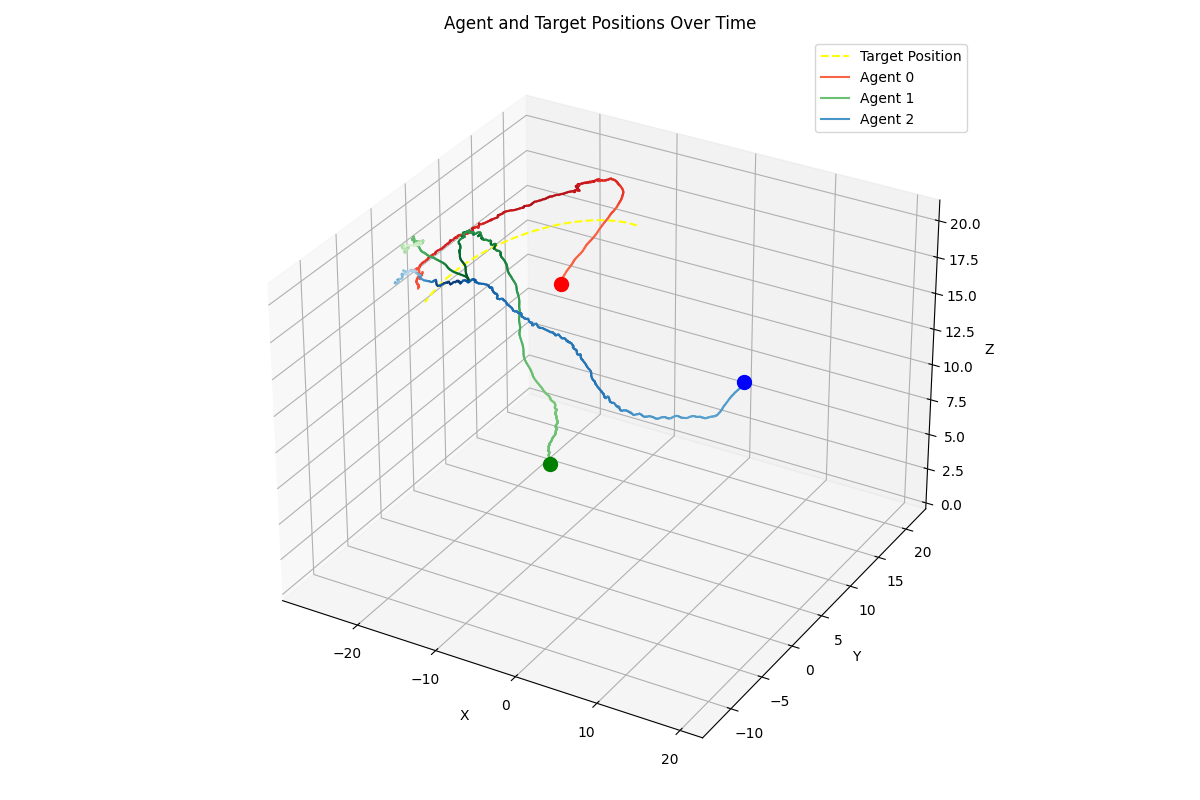 Agent and Target Positions Over Time
Target Position
Agent 0
Agent 1
Agent 2
20.0
17.5
15.0
Z
12.5
10.0
7.5
5.0
2.5
0.0
20
15
10
5
Y
0
−5
−10
−20
−10
X
0
10
20